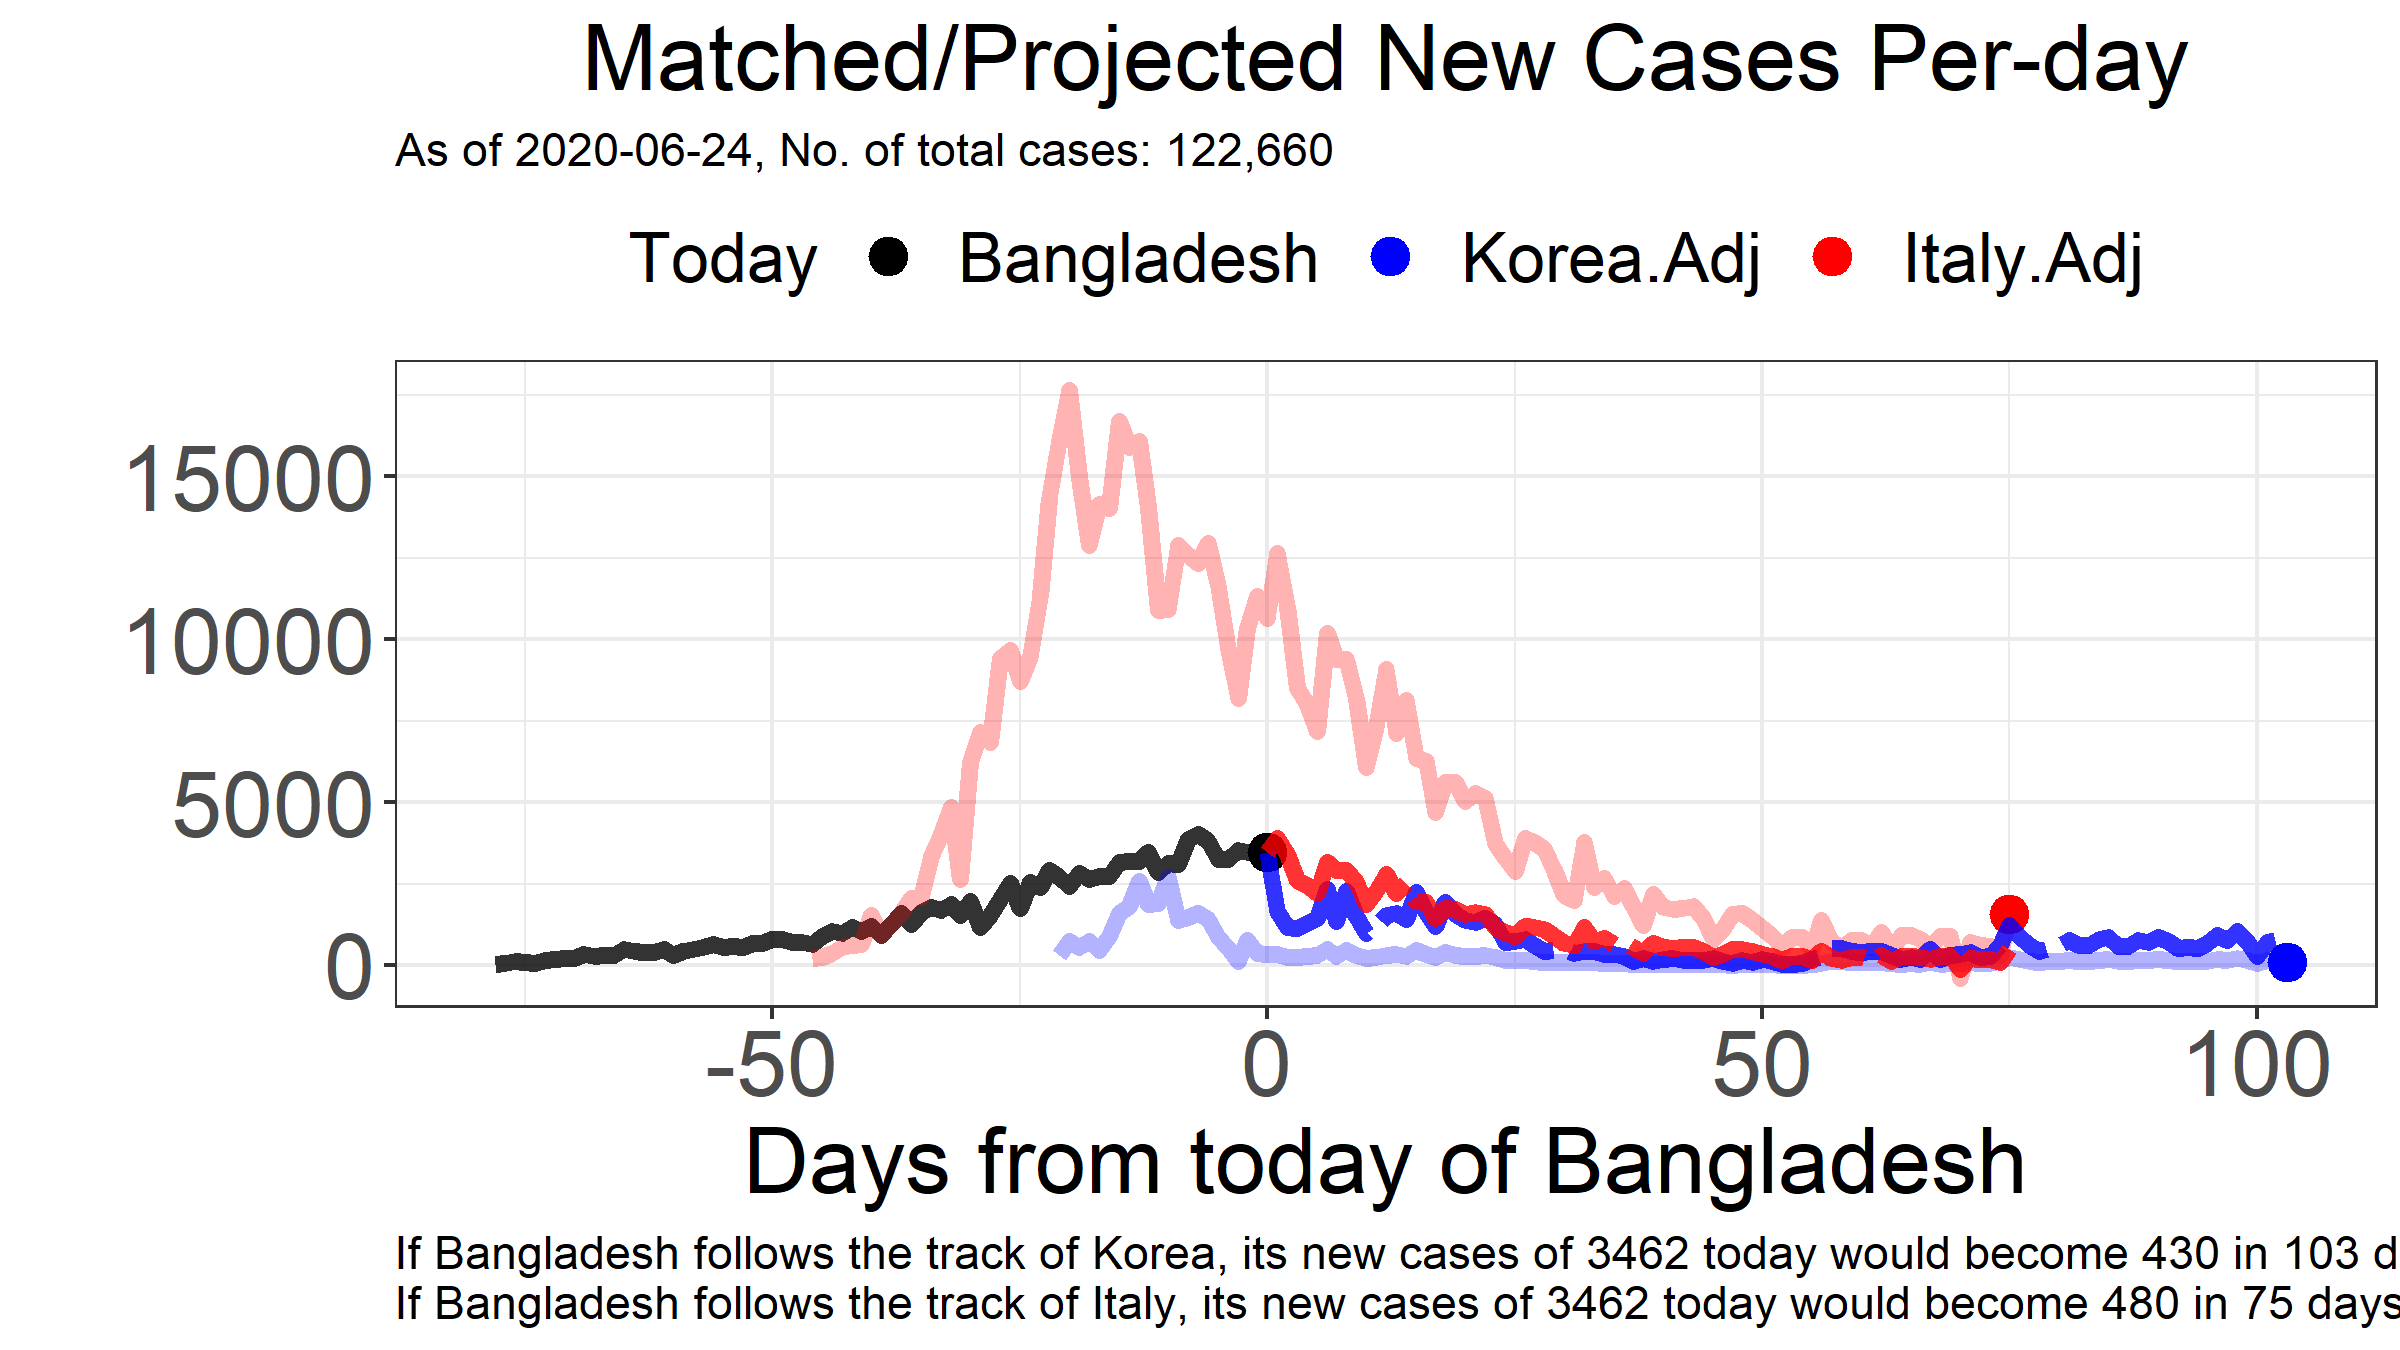 Matched/Projected New Cases Per-day
As of 2020-06-24, No. of total cases: 122,660
Today Bangladesh Korea.Adj Italy.Adj
15000
10000
5000
0
-50 0 50 100
Days from today of Bangladesh
If Bangladesh follows the track of Korea, its new cases of 3462 today would become 430 in 103 d
If Bangladesh follows the track of Italy, its new cases of 3462 today would become 480 in 75 days